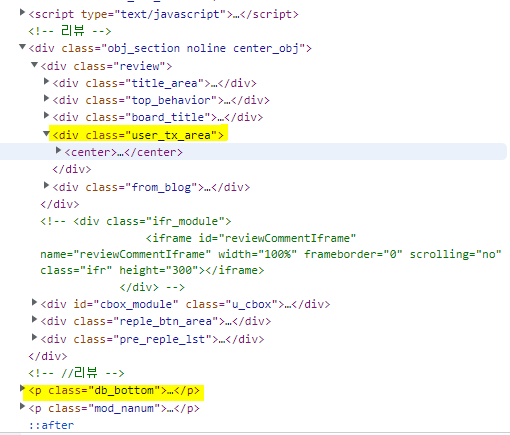 <script type="text/javascript">…</script>
<!-- 리뷰 -->
<div class="obj_section noline center_obj">
<div class="review">
<div class="title_area">…</div>
<div class="top_behavior">…</div>
<div class="board_title">…</div>
<div class="user_tx_area">
<center>…</center>
</div>
<div class="from_blog">…</div>
</div>
<!-- <div class="ifr_module">
<iframe id="reviewCommentIframe"
name="reviewCommentIframe" width="100%" frameborder="0" scrolling="no"
class="ifr" height="300"></iframe>
</div> -->
<div id="cbox_module" class="u_cbox">…</div>
<div class="reple_btn_area">…</div>
<div class="pre_reple_lst">…</div>
</div>
<!-- //리뷰 -->
<p class="db_bottom">…</p>
<p class="mod_nanum">…</p>
::after